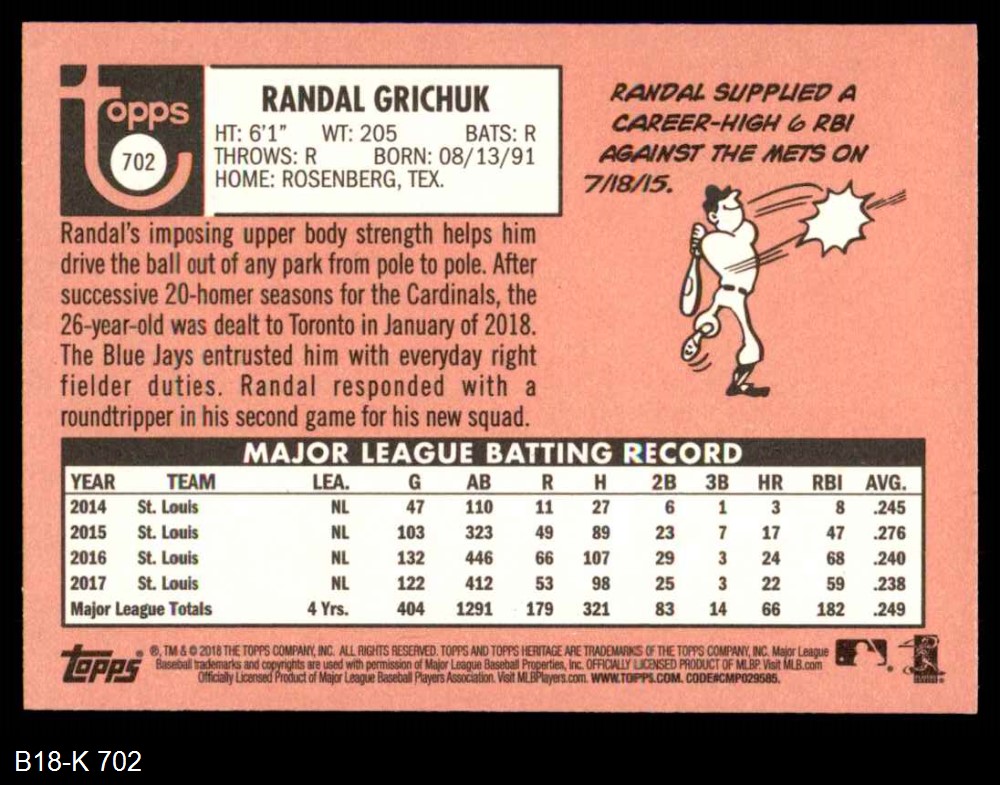 topps
702
RANDAL GRICHUK
HT: 6'1" WT: 205 BATS: R
THROWS: R BORN: 08/13/91
HOME: ROSENBERG, TEX.
RANDAL SUPPLIED A
CAREER-HIGH 6 RBI
AGAINST THE METS ON
7/18/15.
Randal's imposing upper body strength helps him
drive the ball out of any park from pole to pole. After
successive 20-homer seasons for the Cardinals, the
26-year-old was dealt to Toronto in January of 2018.
The Blue Jays entrusted him with everyday right
fielder duties. Randal responded with a
roundtripper in his second game for his new squad.
MAJOR LEAGUE BATTING RECORD
YEAR TEAM LEA. G AB R H 2B 3B HR RBI AVG.
2014 St. Louis NL 47 110 11 27 6 1 3 8 .245
2015 St. Louis NL 103 323 49 89 23 7 17 47 .276
2016 St. Louis NL 132 446 66 107 29 3 24 68 .240
2017 St. Louis NL 122 412 53 98 25 3 22 59 .238
Major League Totals 4 Yrs. 404 1291 179 321 83 14 66 182 .249
topps
®, TM & © 2018 THE TOPPS COMPANY, INC. ALL RIGHTS RESERVED. TOPPS AND TOPPS HERITAGE ARE TRADEMARKS OF THE TOPPS COMPANY, INC. Major League
Baseball trademarks and copyrights are used with permission of Major League Baseball Properties, Inc. OFFICIALLY LICENSED PRODUCT OF MLBP. Visit MLB.com
Officially Licensed Product of Major League Baseball Players Association. Visit MLBPlayers.com. WWW.TOPPS.COM. CODE#CMP029585.
B18-K 702